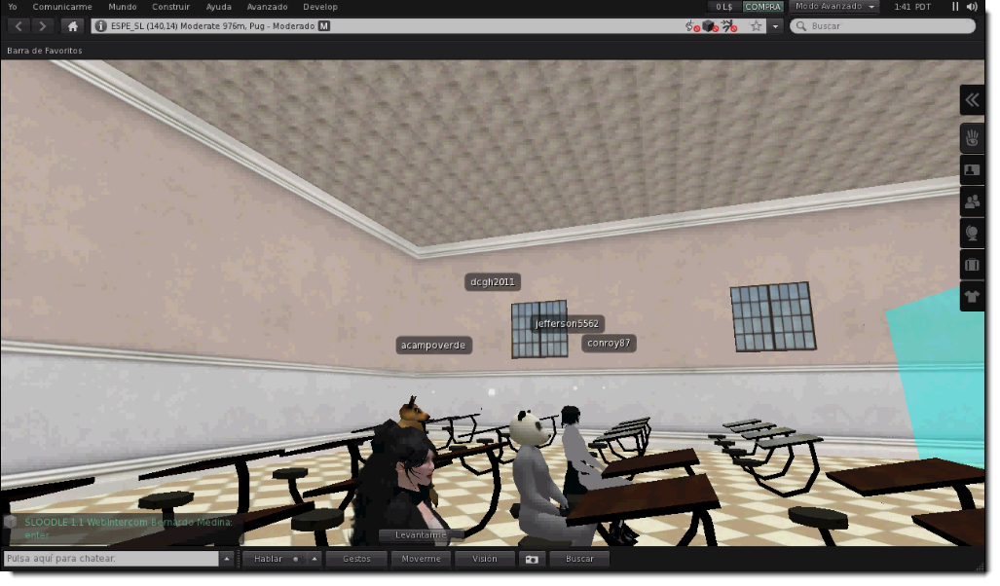 Yo Comunicarme Mundo Construir Ayuda Avanzado Develop 0 L$ COMPRA Modo Avanzado 1:41 PDT
ESPE_SL (140,14) Moderate 976m, Pug - Moderado M Buscar
Barra de Favoritos
dcgh2011
jefferson5562
acampoverde conroy87
SLOODLE 1.1 WebIntercom Bernardo Medina:
enter
Levantarme
Pulsa aquí para chatear. Hablar Gestos Moverme Visión Buscar